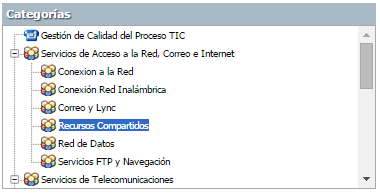 Categorías
Gestión de Calidad del Proceso TIC
Servicios de Acceso a la Red, Correo e Internet
Conexion a la Red
Conexión Red Inalámbrica
Correo y Lync
Recursos Compartidos
Red de Datos
Servicios FTP y Navegación
Servicios de Telecomunicaciones